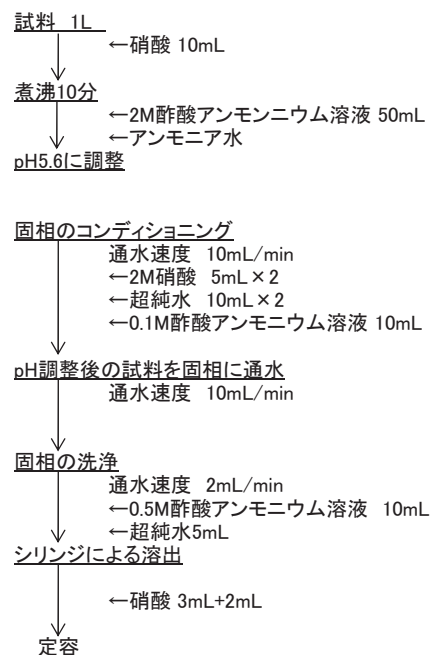 試料 1L
←硝酸 10mL
煮沸10分
←2M酢酸アンモンニウム溶液 50mL
←アンモニア水
pH5.6に調整
固相のコンディショニング
通水速度 10mL/min
←2M硝酸 5mL×2
←超純水 10mL×2
←0.1M酢酸アンモニウム溶液 10mL
pH調整後の試料を固相に通水
通水速度 10mL/min
固相の洗浄
通水速度 2mL/min
←0.5M酢酸アンモニウム溶液 10mL
←超純水5mL
シリンジによる溶出
←硝酸 3mL+2mL
定容